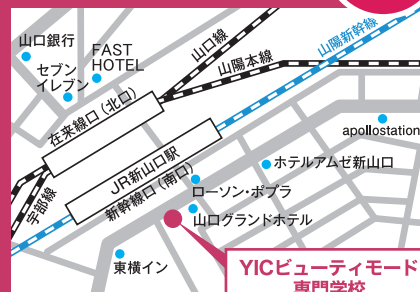 山口銀行
FAST
HOTEL
セブン
イレブン
山口線
山陽本線
山陽新幹線
在来線口(北口)
apollostation
JR新山口駅
新幹線口(南口)
ホテルアムゼ新山口
宇部線
ローソン・ポプラ
山口グランドホテル
東横イン
YICビューティモード
専門学校